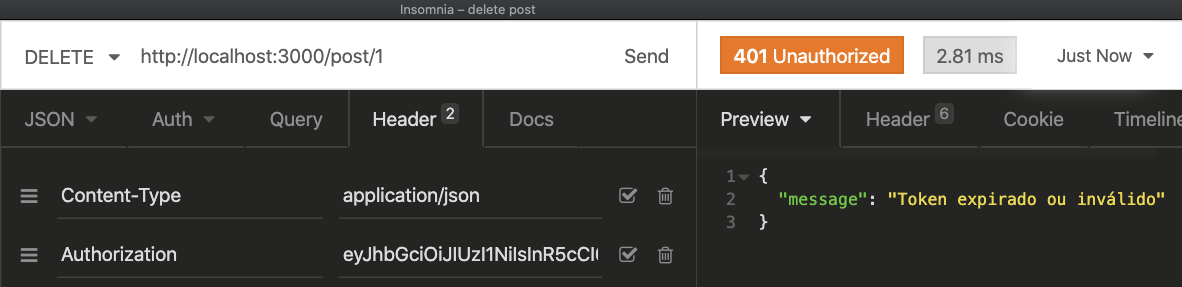 Insomnia – delete post
DELETE http://localhost:3000/post/1 Send 401 Unauthorized 2.81 ms Just Now
JSON Auth Query Header 2 Docs Preview Header 6 Cookie Timeline
Content-Type application/json
Authorization
1 {
2 "message": "Token expirado ou inválido"
3 }